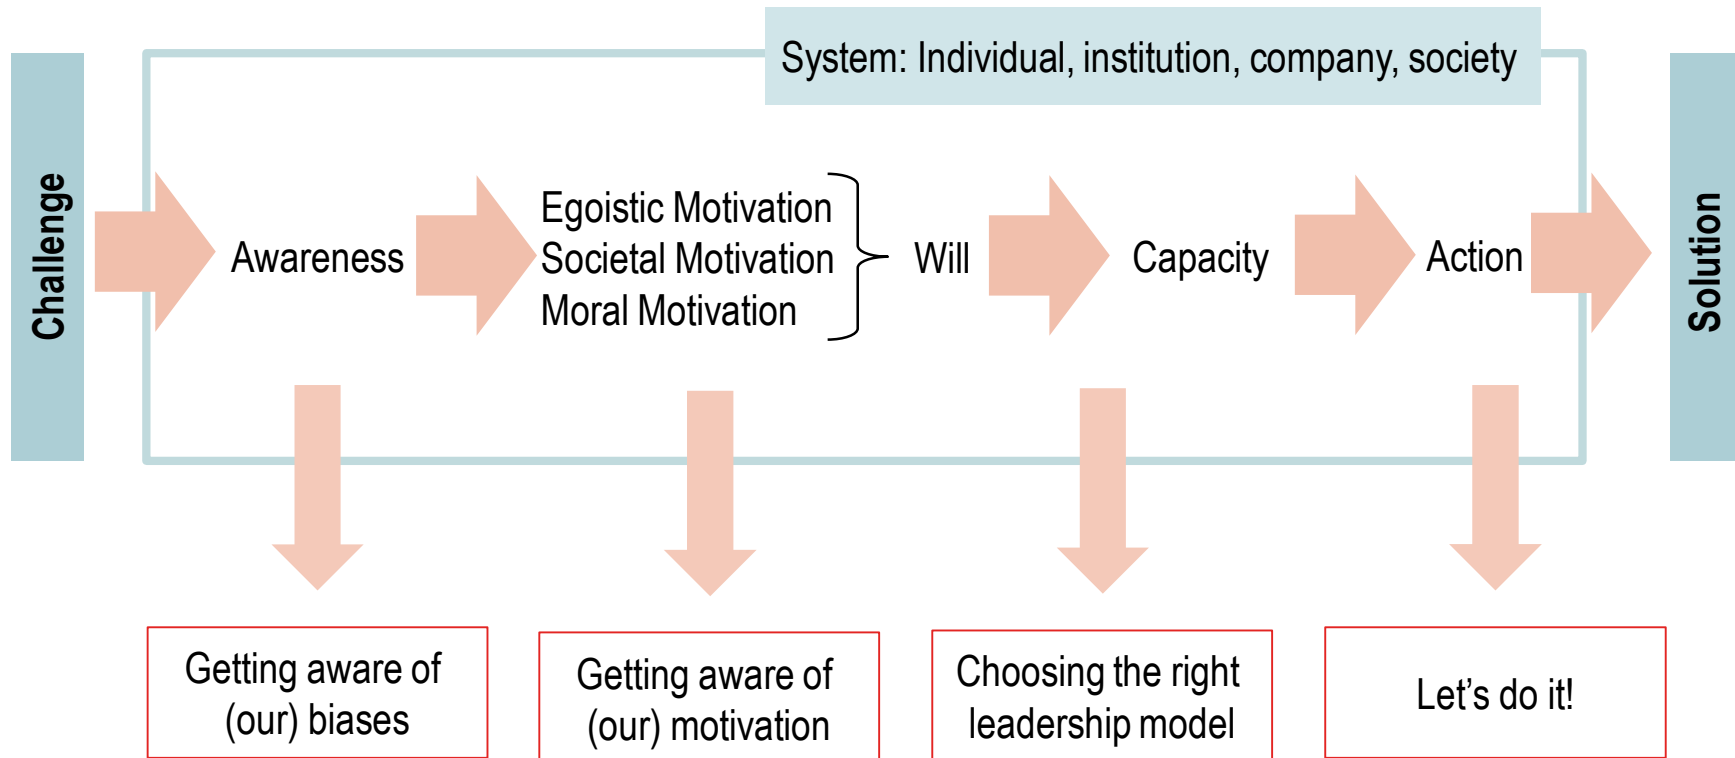 System: Individual, institution, company, society
Challenge
Awareness
Egoistic Motivation
Societal Motivation
Moral Motivation
Will
Capacity
Action
Solution
Getting aware of
(our) biases
Getting aware of
(our) motivation
Choosing the right
leadership model
Let’s do it!